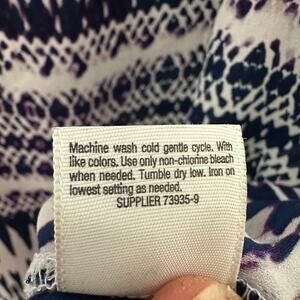 Machine wash cold gentle cycle. With
like colors. Use only non-chlorine bleach
when needed. Tumble dry low. Iron on
lowest setting as needed.
SUPPLIER 73935-9